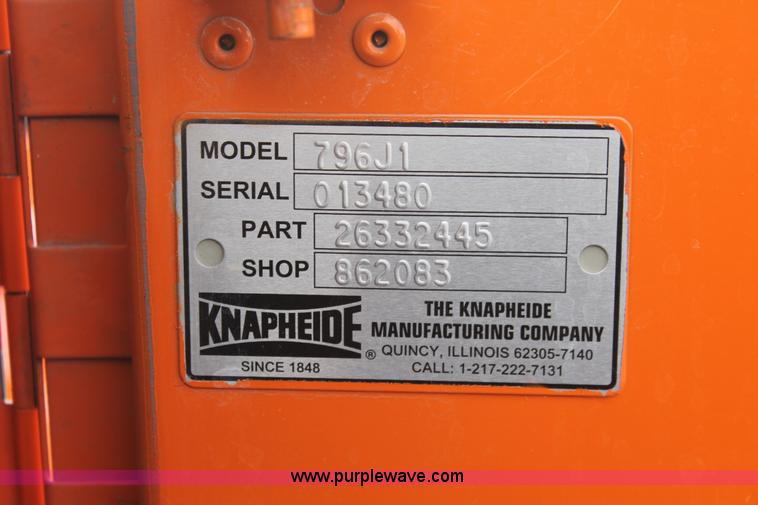 MODEL 796J1
SERIAL 013480
PART 26332445
SHOP 862083
KNAPHEIDE ®
SINCE 1848
THE KNAPHEIDE
MANUFACTURING COMPANY
QUINCY, ILLINOIS 62305-7140
CALL: 1-217-222-7131
www.purplewave.com